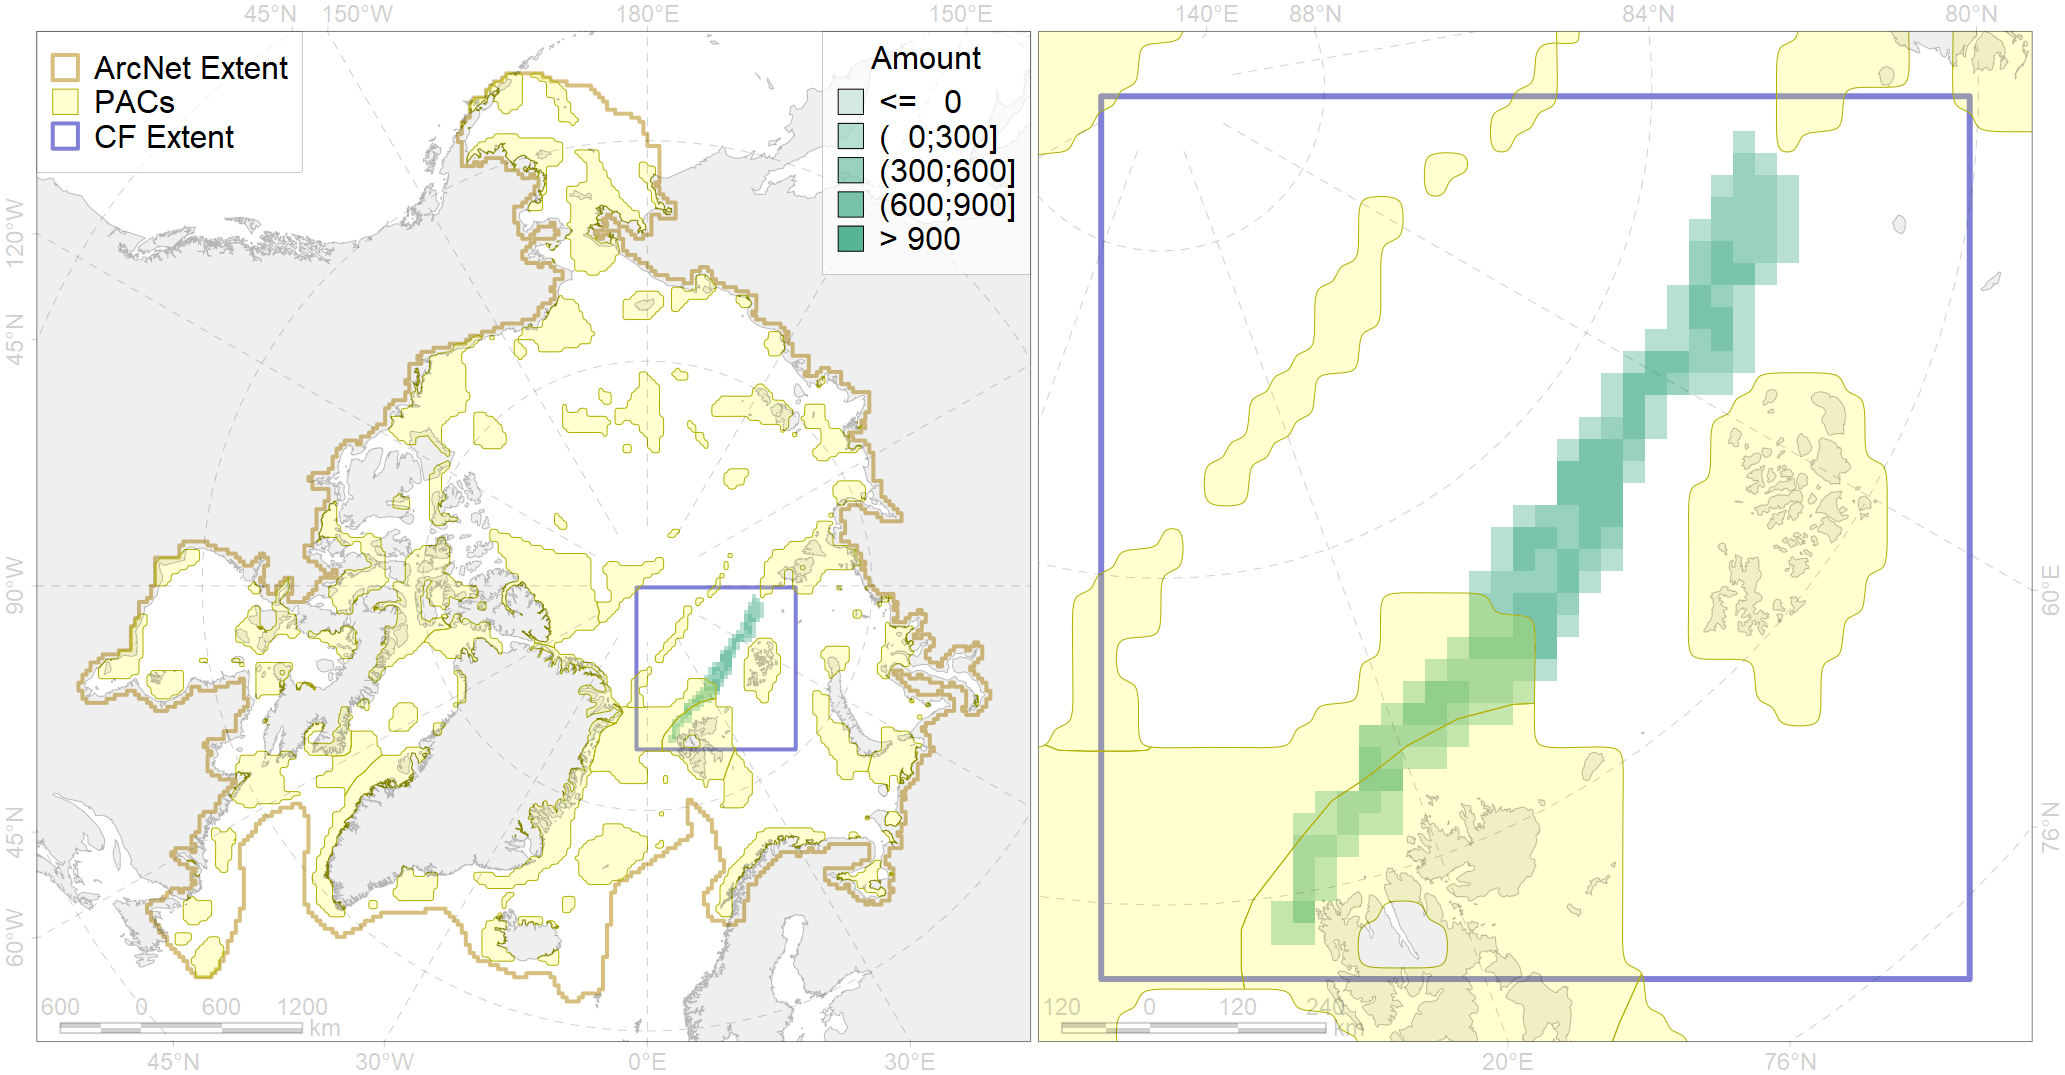 45°N 150°W 180°E 150°E 140°E 88°N 84°N 80°N
ArcNet Extent
PACs
CF Extent
Amount
<= 0
( 0;300]
(300;600]
(600;900]
> 900
120°W
45°N
90°W
45°N
60°W
60°E
76°N
600 0 600 1200
km
120 0 120 240
km
45°N 30°W 0°E 30°E 20°E 76°N